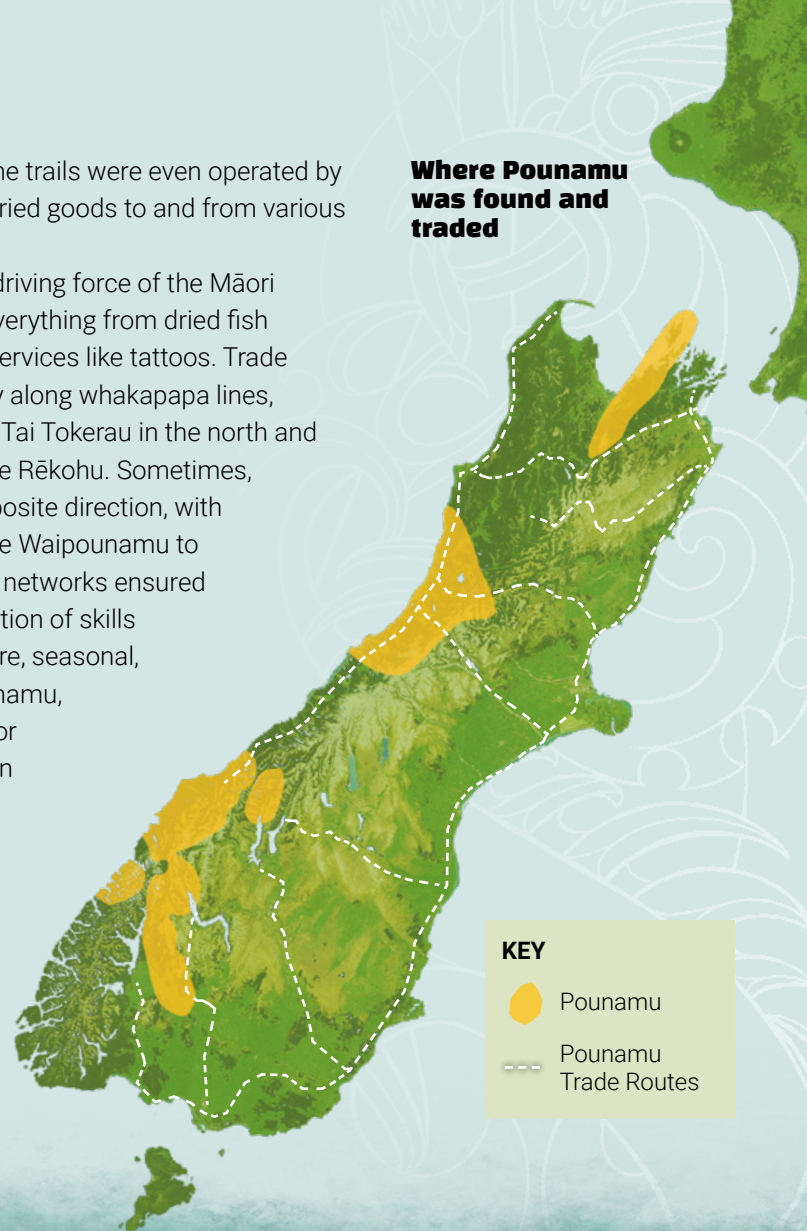 ne trails were even operated by
ried goods to and from various
driving force of the Māori
verything from dried fish
ervices like tattoos. Trade
y along whakapapa lines,
Tai Tokerau in the north and
e Rēkohu. Sometimes,
posite direction, with
e Waipounamu to
networks ensured
tion of skills
re, seasonal,
namu,
or
n
Where Pounamu
was found and
traded
KEY
Pounamu
Pounamu
Trade Routes